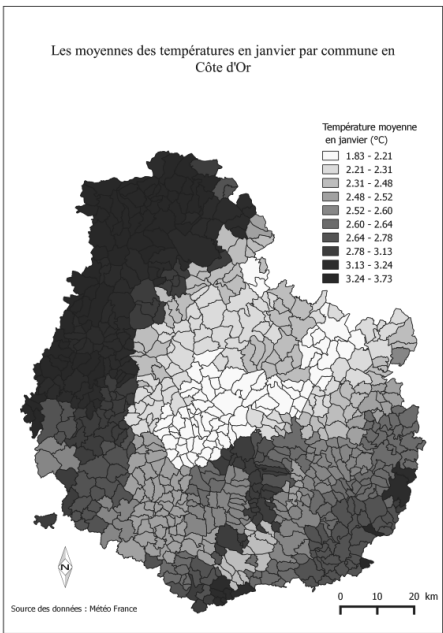 Les moyennes des températures en janvier par commune en
Côte d'Or
Température moyenne
en janvier (°C)
1.83 - 2.21
2.21 - 2.31
2.31 - 2.48
2.48 - 2.52
2.52 - 2.60
2.60 - 2.64
2.64 - 2.78
2.78 - 3.13
3.13 - 3.24
3.24 - 3.73
N
Source des données : Météo France
0 10 20 km